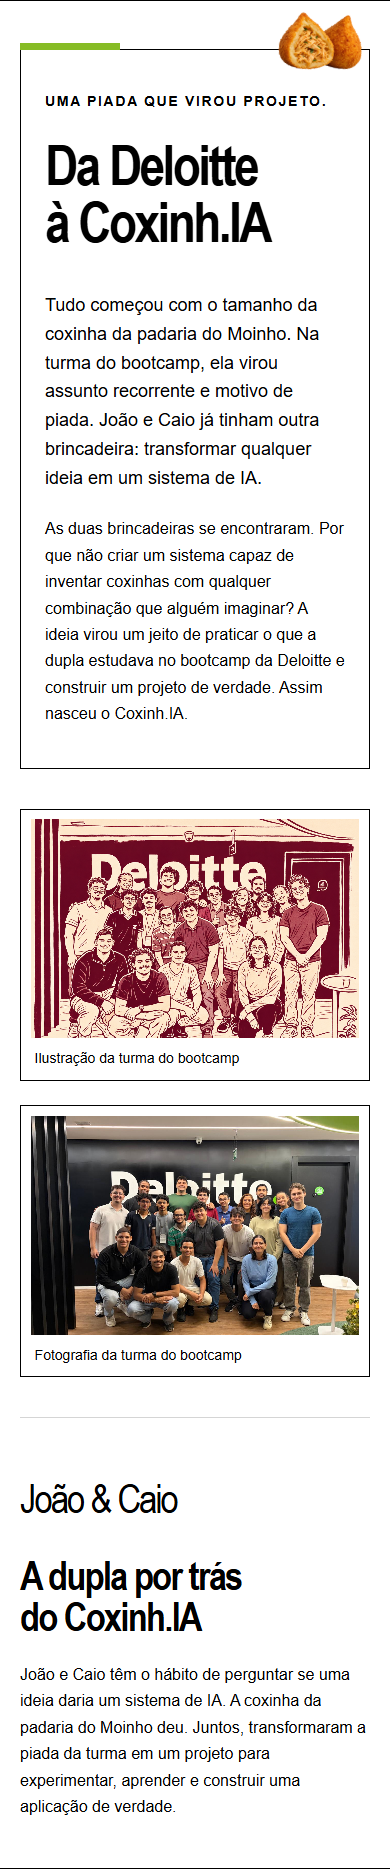 UMA PIADA QUE VIROU PROJETO.
Da Deloitte
à Coxinh.IA
Tudo começou com o tamanho da
coxinha da padaria do Moinho. Na
turma do bootcamp, ela virou
assunto recorrente e motivo de
piada. João e Caio já tinham outra
brincadeira: transformar qualquer
ideia em um sistema de IA.
As duas brincadeiras se encontraram. Por
que não criar um sistema capaz de
inventar coxinhas com qualquer
combinação que alguém imaginar? A
ideia virou um jeito de praticar o que a
dupla estudava no bootcamp da Deloitte e
construir um projeto de verdade. Assim
nasceu o Coxinh.IA.
Deloitte
Ilustração da turma do bootcamp
Deloitte
Fotografia da turma do bootcamp
João & Caio
A dupla por trás
do Coxinh.IA
João e Caio têm o hábito de perguntar se uma
ideia daria um sistema de IA. A coxinha da
padaria do Moinho deu. Juntos, transformaram a
piada da turma em um projeto para
experimentar, aprender e construir uma
aplicação de verdade.